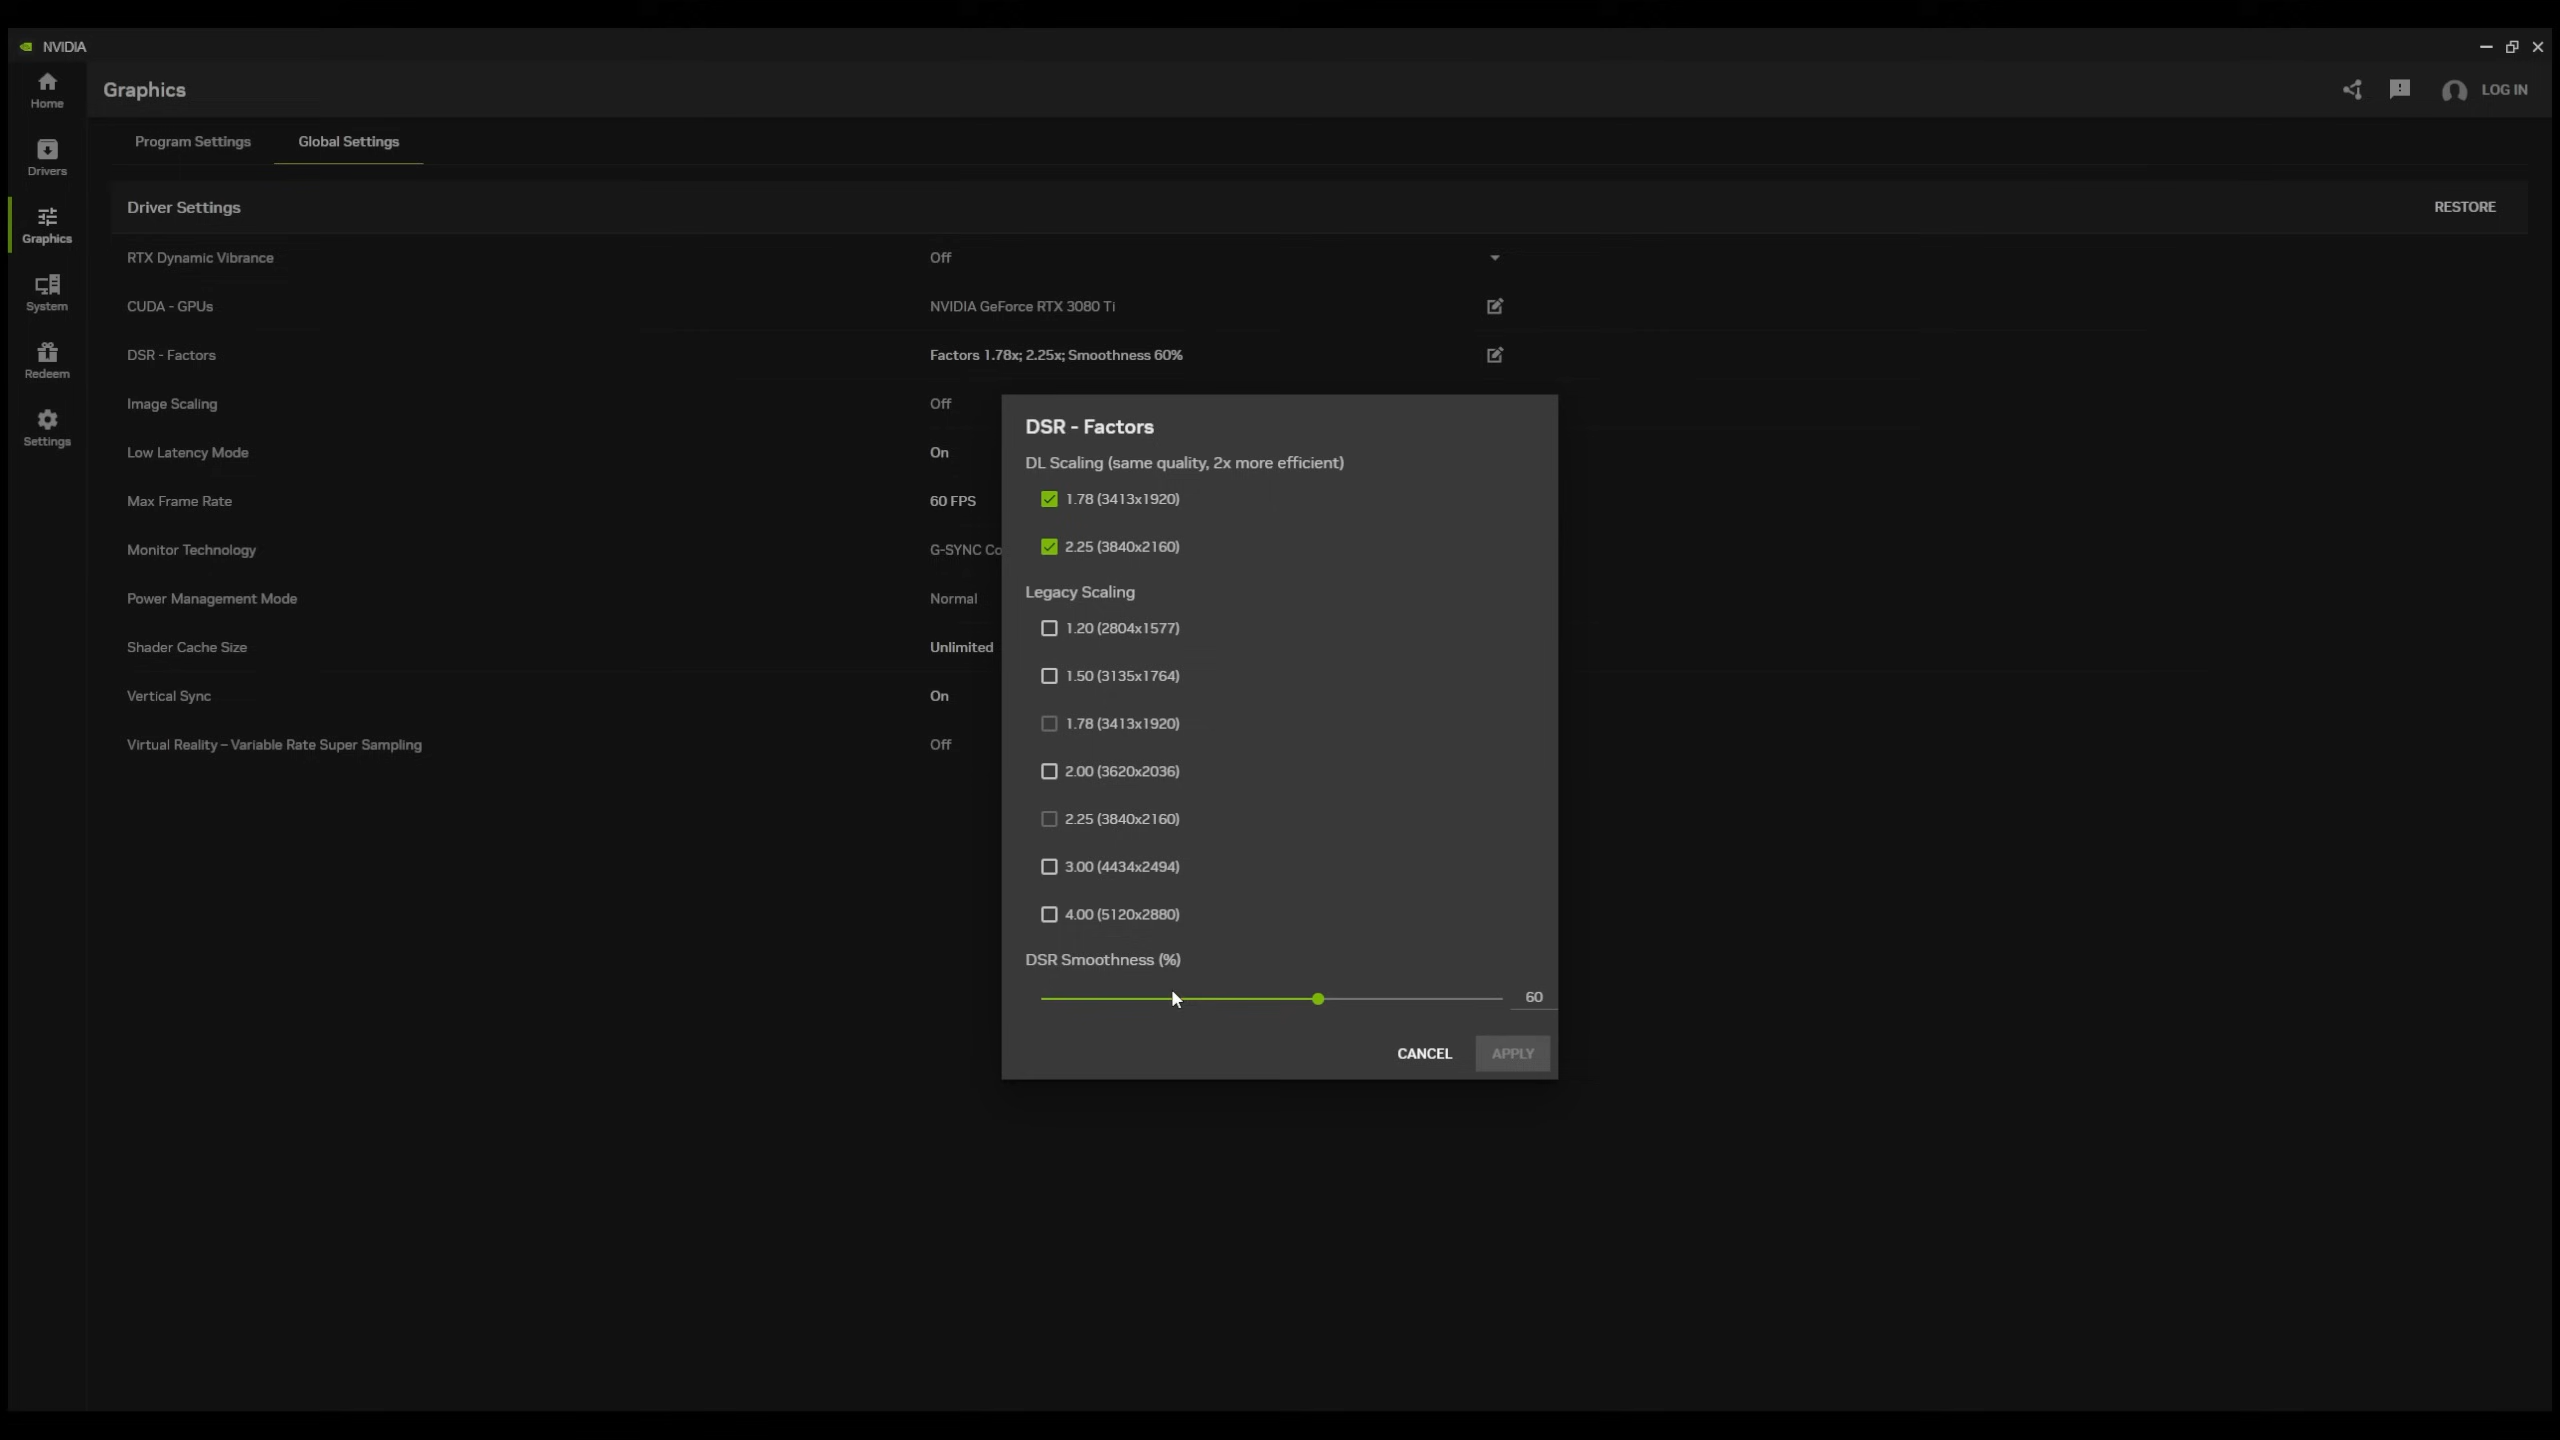 NVIDIA
Home
Graphics
LOG IN
Program Settings
Global Settings
Drivers
Driver Settings
RESTORE
Graphics
RTX Dynamic Vibrance
Off
CUDA - GPUs
NVIDIA GeForce RTX 3080 Ti
System
DSR - Factors
Factors 1.78x; 2.25x; Smoothness 60%
Redeem
Image Scaling
Off
Settings
Low Latency Mode
On
Max Frame Rate
60 FPS
Monitor Technology
G-SYNC Co
Power Management Mode
Normal
Shader Cache Size
Unlimited
Vertical Sync
On
Virtual Reality – Variable Rate Super Sampling
Off
DSR - Factors
DL Scaling (same quality, 2x more efficient)
1.78 (3413x1920)
2.25 (3840x2160)
Legacy Scaling
1.20 (2804x1577)
1.50 (3135x1764)
1.78 (3413x1920)
2.00 (3620x2036)
2.25 (3840x2160)
3.00 (4434x2494)
4.00 (5120x2880)
DSR Smoothness (%)
60
CANCEL
APPLY